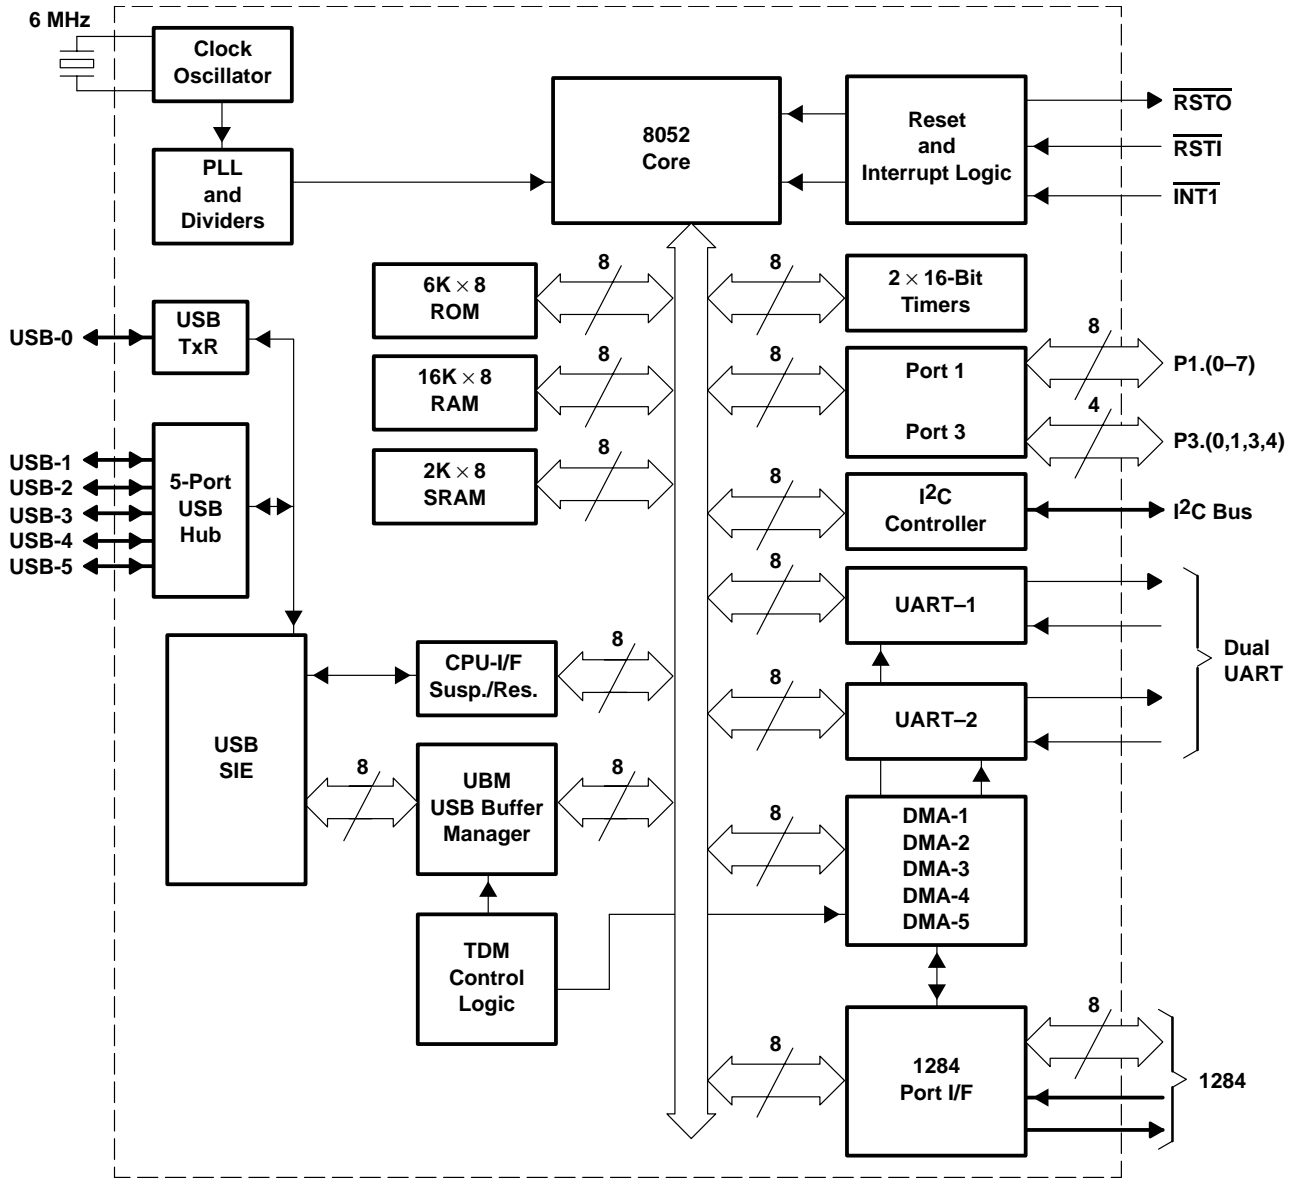 6 MHz
Clock
Oscillator
PLL
and
Dividers
8052
Core
Reset
and
Interrupt Logic
RSTO
RSTI
INT1
6K × 8
ROM
8
8
2 × 16-Bit
Timers
USB-0
USB
TxR
16K × 8
RAM
8
8
Port 1
Port 3
8
P1.(0–7)
4
P3.(0,1,3,4)
USB-1
USB-2
USB-3
USB-4
USB-5
5-Port
USB
Hub
2K × 8
SRAM
8
8
I²C
Controller
I²C Bus
8
UART–1
Dual
UART
USB
SIE
CPU-I/F
Susp./Res.
8
8
UART–2
8
UBM
USB Buffer
Manager
8
8
DMA-1
DMA-2
DMA-3
DMA-4
DMA-5
TDM
Control
Logic
8
1284
Port I/F
8
1284